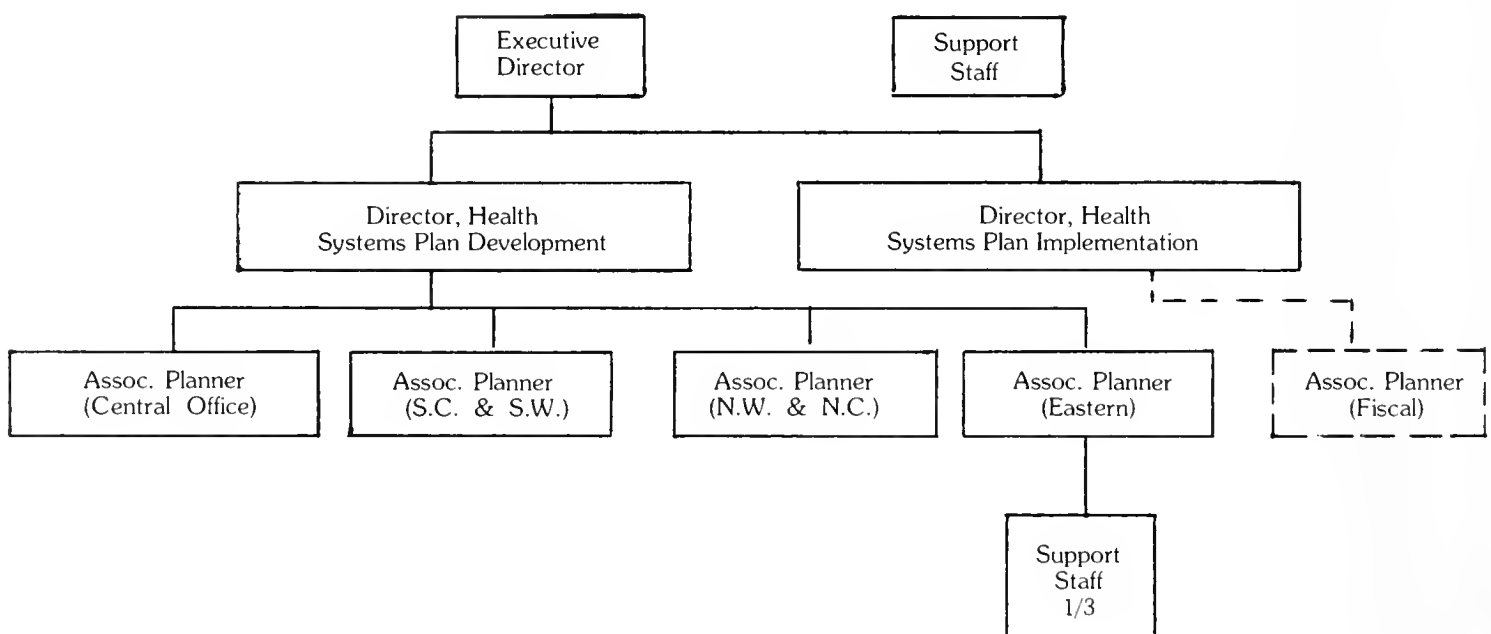 Executive
Director
Support
Staff
Director, Health
Systems Plan Development
Director, Health
Systems Plan Implementation
Assoc. Planner
(Central Office)
Assoc. Planner
(S.C. & S.W.)
Assoc. Planner
(N.W. & N.C.)
Assoc. Planner
(Eastern)
Assoc. Planner
(Fiscal)
Support
Staff
1/3